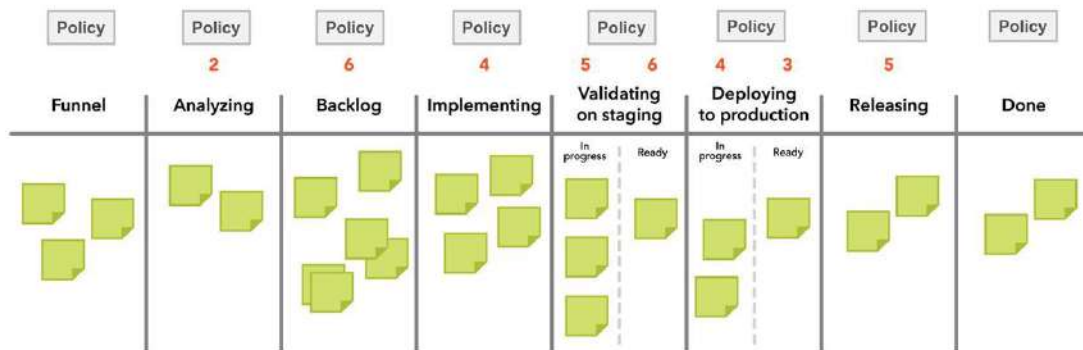 Policy Policy Policy Policy Policy Policy Policy Policy
2 6 4 5 6 4 3 5
Funnel Analyzing Backlog Implementing Validating on staging Deploying to production Releasing Done
In progress Ready In progress Ready